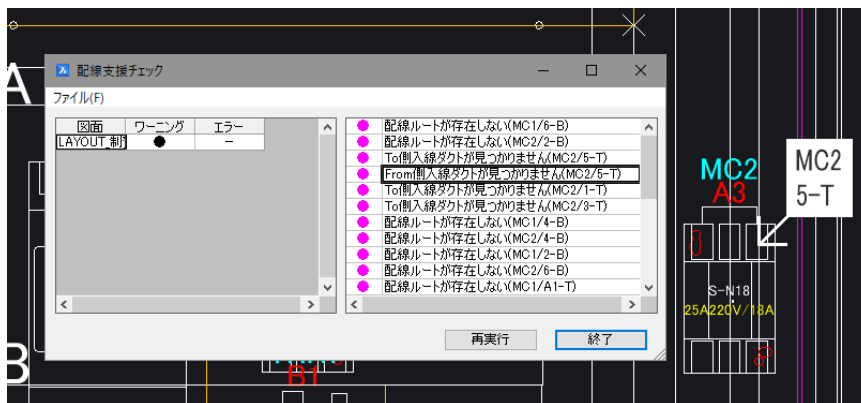 配線支援チェック
ファイル(F)
図面 ワーニング エラー
LAYOUT_制
配線ルートが存在しない(MC1/6-B)
配線ルートが存在しない(MC2/2-B)
To側入線ダクトが見つかりません(MC2/5-T)
From側入線ダクトが見つかりません(MC2/5-T)
To側入線ダクトが見つかりません(MC2/1-T)
To側入線ダクトが見つかりません(MC2/3-T)
配線ルートが存在しない(MC1/4-B)
配線ルートが存在しない(MC2/4-B)
配線ルートが存在しない(MC1/2-B)
配線ルートが存在しない(MC2/6-B)
配線ルートが存在しない(MC1/A1-T)
再実行
終了
A
B
B1
MC2
A3
MC2
5-T
8
S-N18
25A220V/18A
8